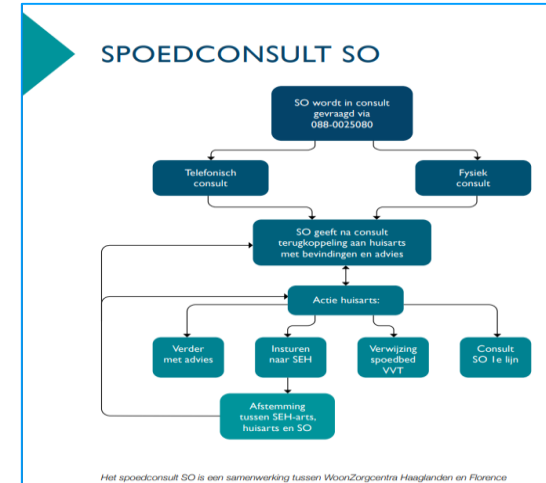 SPOEDCONSULT SO
SO wordt in consult
gevraagd via
088-0025080
Telefonisch
consult
Fysiek
consult
SO geeft na consult
terugkoppeling aan huisarts
met bevindingen en advies
Actie huisarts:
Verder
met advies
Insturen
naar SEH
Verwijzing
spoedbed
VVT
Consult
SO 1e lijn
Afstemming
tussen SEH-arts,
huisarts en SO
Het spoedconsult SO is een samenwerking tussen WoonZorgcentra Haaglanden en Florence